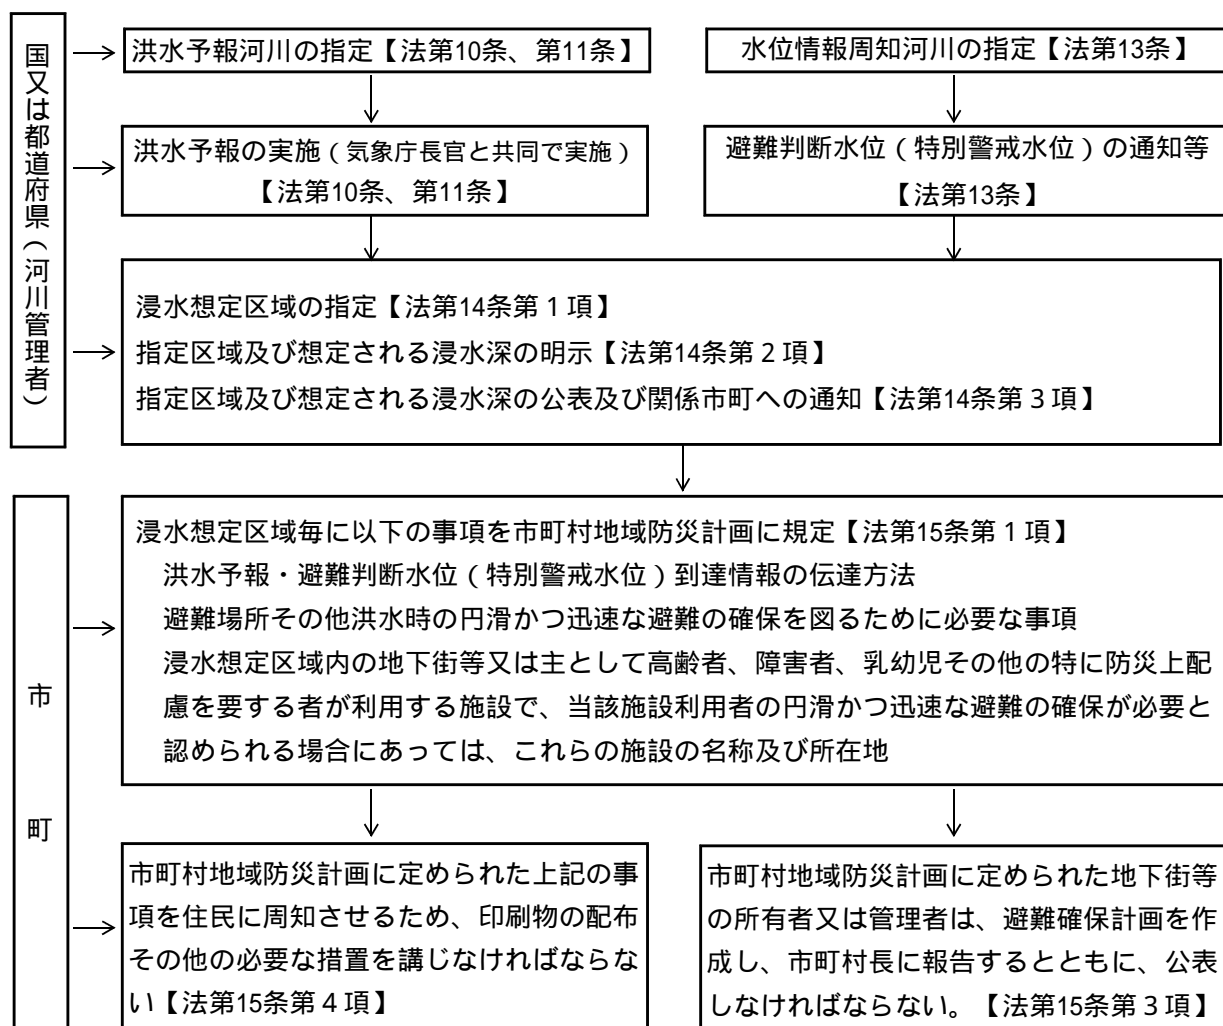 国又は都道府県（河川管理者）
洪水予報河川の指定【法第10条、第11条】
水位情報周知河川の指定【法第13条】
洪水予報の実施（気象庁長官と共同で実施）
【法第10条、第11条】
避難判断水位（特別警戒水位）の通知等
【法第13条】
浸水想定区域の指定【法第14条第１項】
指定区域及び想定される浸水深の明示【法第14条第２項】
指定区域及び想定される浸水深の公表及び関係市町への通知【法第14条第３項】
市町
浸水想定区域毎に以下の事項を市町村地域防災計画に規定【法第15条第１項】
洪水予報・避難判断水位（特別警戒水位）到達情報の伝達方法
避難場所その他洪水時の円滑かつ迅速な避難の確保を図るために必要な事項
浸水想定区域内の地下街等又は主として高齢者、障害者、乳幼児その他の特に防災上配
慮を要する者が利用する施設で、当該施設利用者の円滑かつ迅速な避難の確保が必要と
認められる場合にあっては、これらの施設の名称及び所在地
市町村地域防災計画に定められた上記の事
項を住民に周知させるため、印刷物の配布
その他の必要な措置を講じなければならな
い【法第15条第４項】
市町村地域防災計画に定められた地下街等
の所有者又は管理者は、避難確保計画を作
成し、市町村長に報告するとともに、公表
しなければならない。【法第15条第３項】